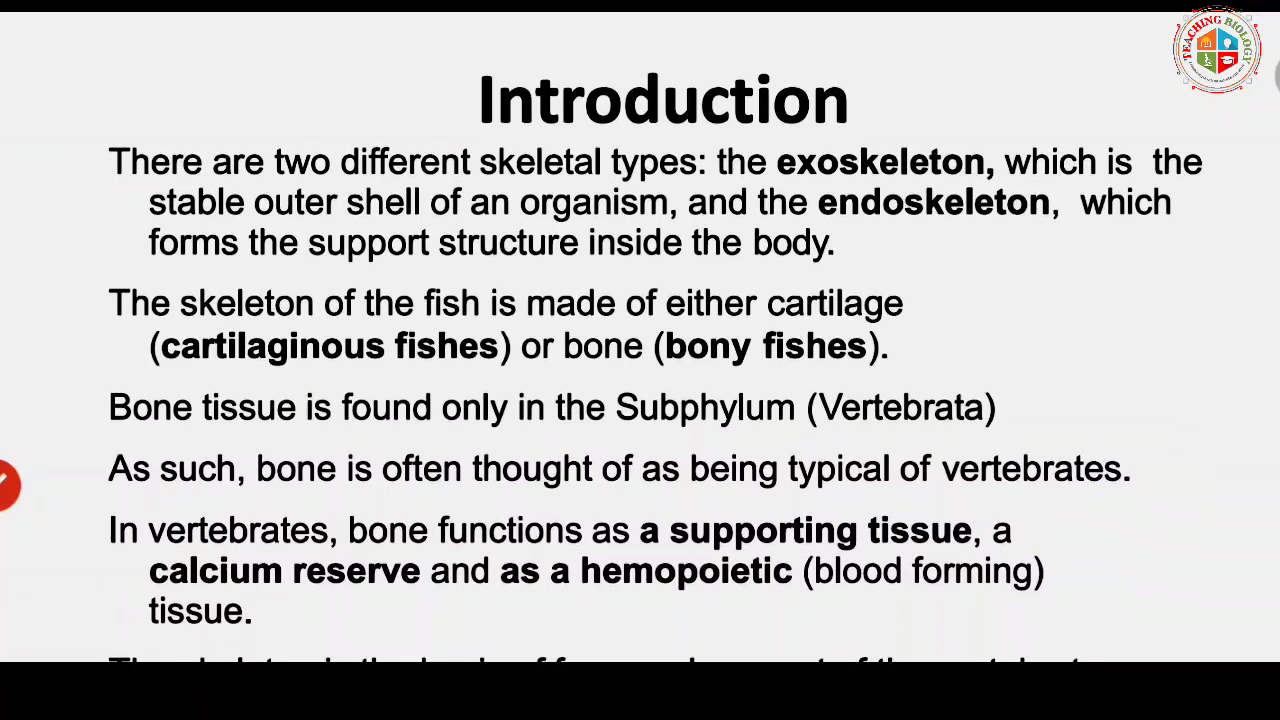 TEACHING BIOLOGY
Introduction
There are two different skeletal types: the exoskeleton, which is the
stable outer shell of an organism, and the endoskeleton, which
forms the support structure inside the body.
The skeleton of the fish is made of either cartilage
(cartilaginous fishes) or bone (bony fishes).
Bone tissue is found only in the Subphylum (Vertebrata)
As such, bone is often thought of as being typical of vertebrates.
In vertebrates, bone functions as a supporting tissue, a
calcium reserve and as a hemopoietic (blood forming)
tissue.